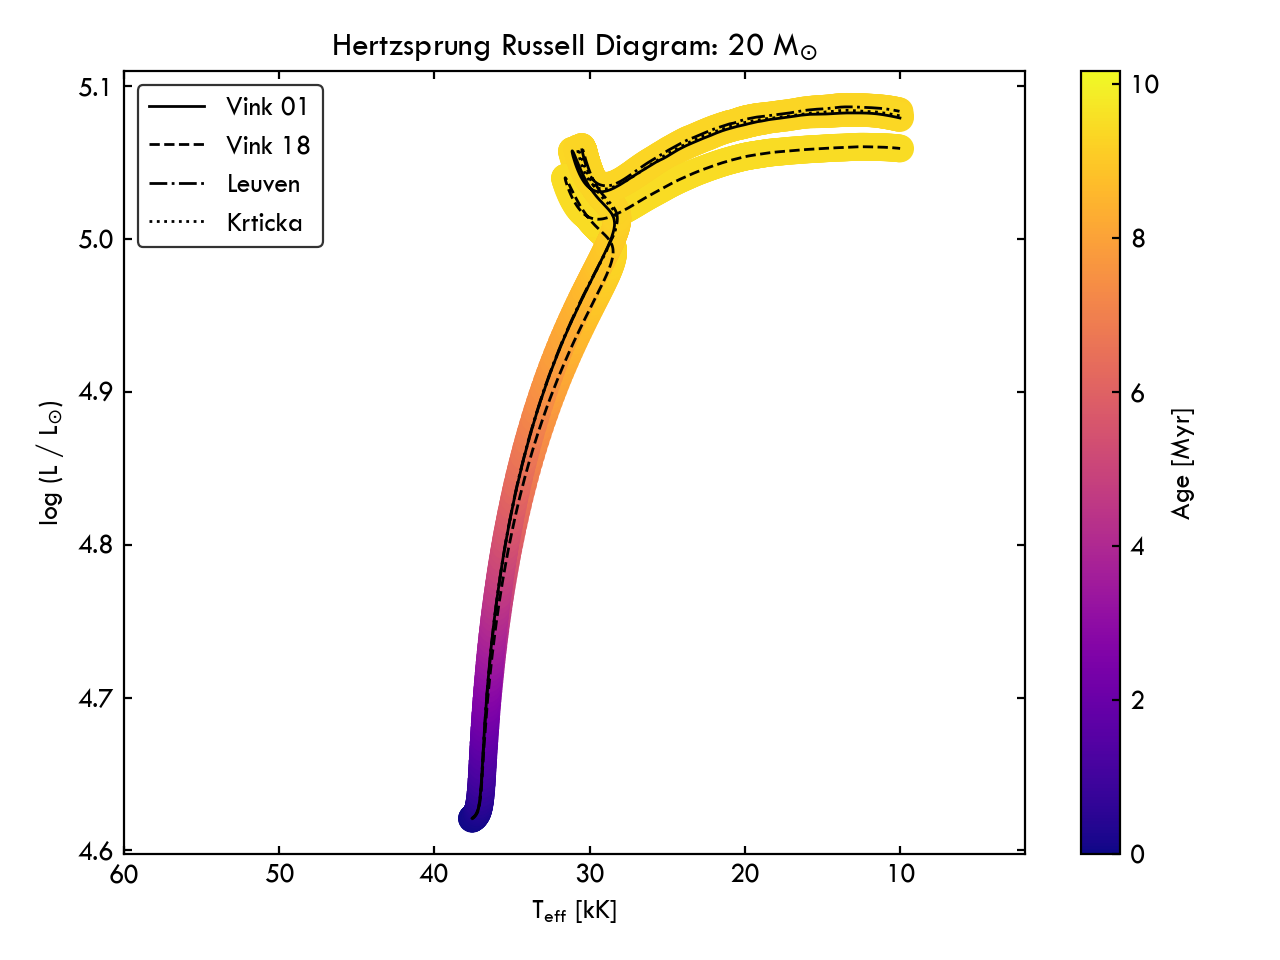 Hertzsprung Russell Diagram: 20 M⊙
Vink 01
Vink 18
Leuven
Krticka
5.1
5.0
4.9
4.8
4.7
4.6
log (L / L⊙)
60
50
40
30
20
10
T_eff [kK]
10
8
6
4
2
0
Age [Myr]